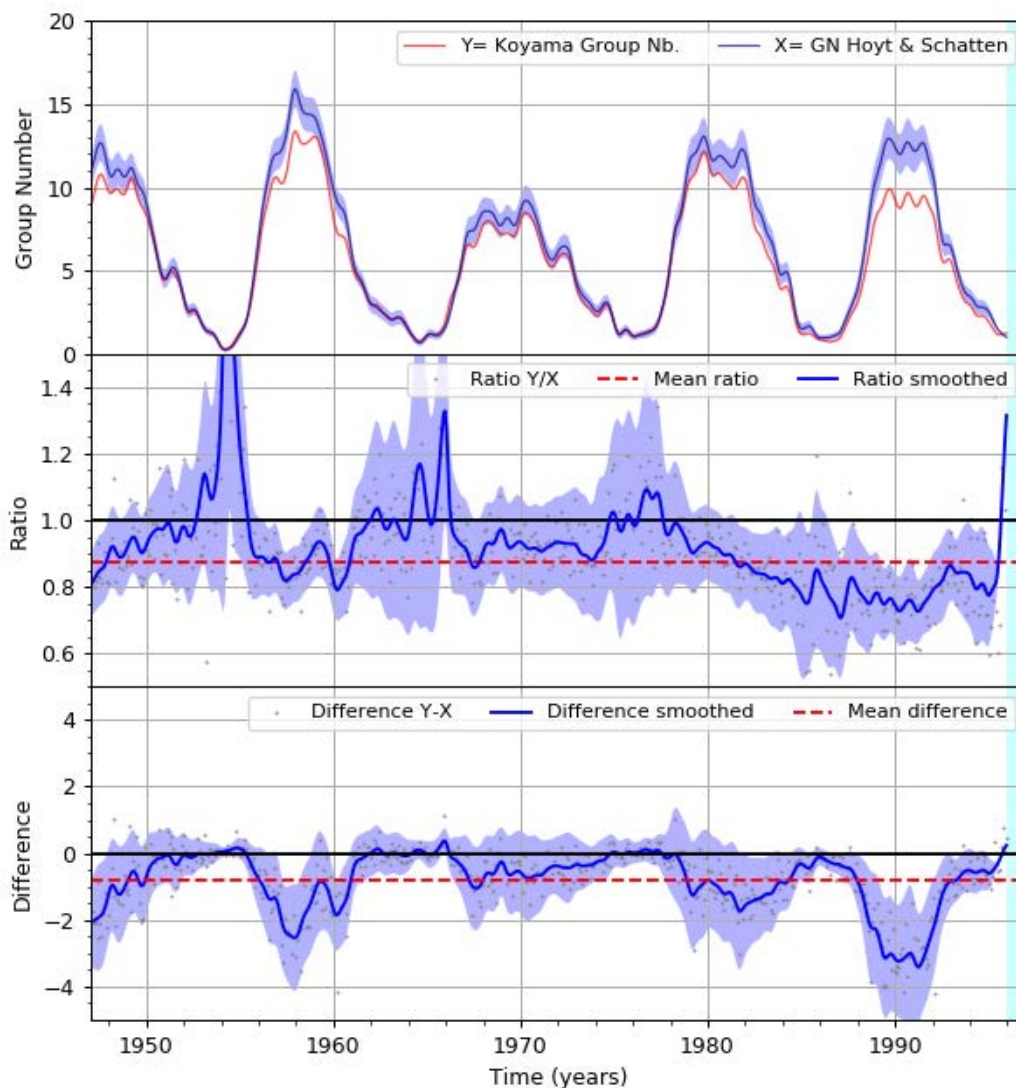 20
Y= Koyama Group Nb. X= GN Hoyt & Schatten
15
10
5
0
Group Number
Ratio Y/X Mean ratio Ratio smoothed
1.4
1.2
1.0
0.8
0.6
Ratio
Difference Y-X Difference smoothed Mean difference
4
2
0
−2
−4
Difference
1950 1960 1970 1980 1990
Time (years)